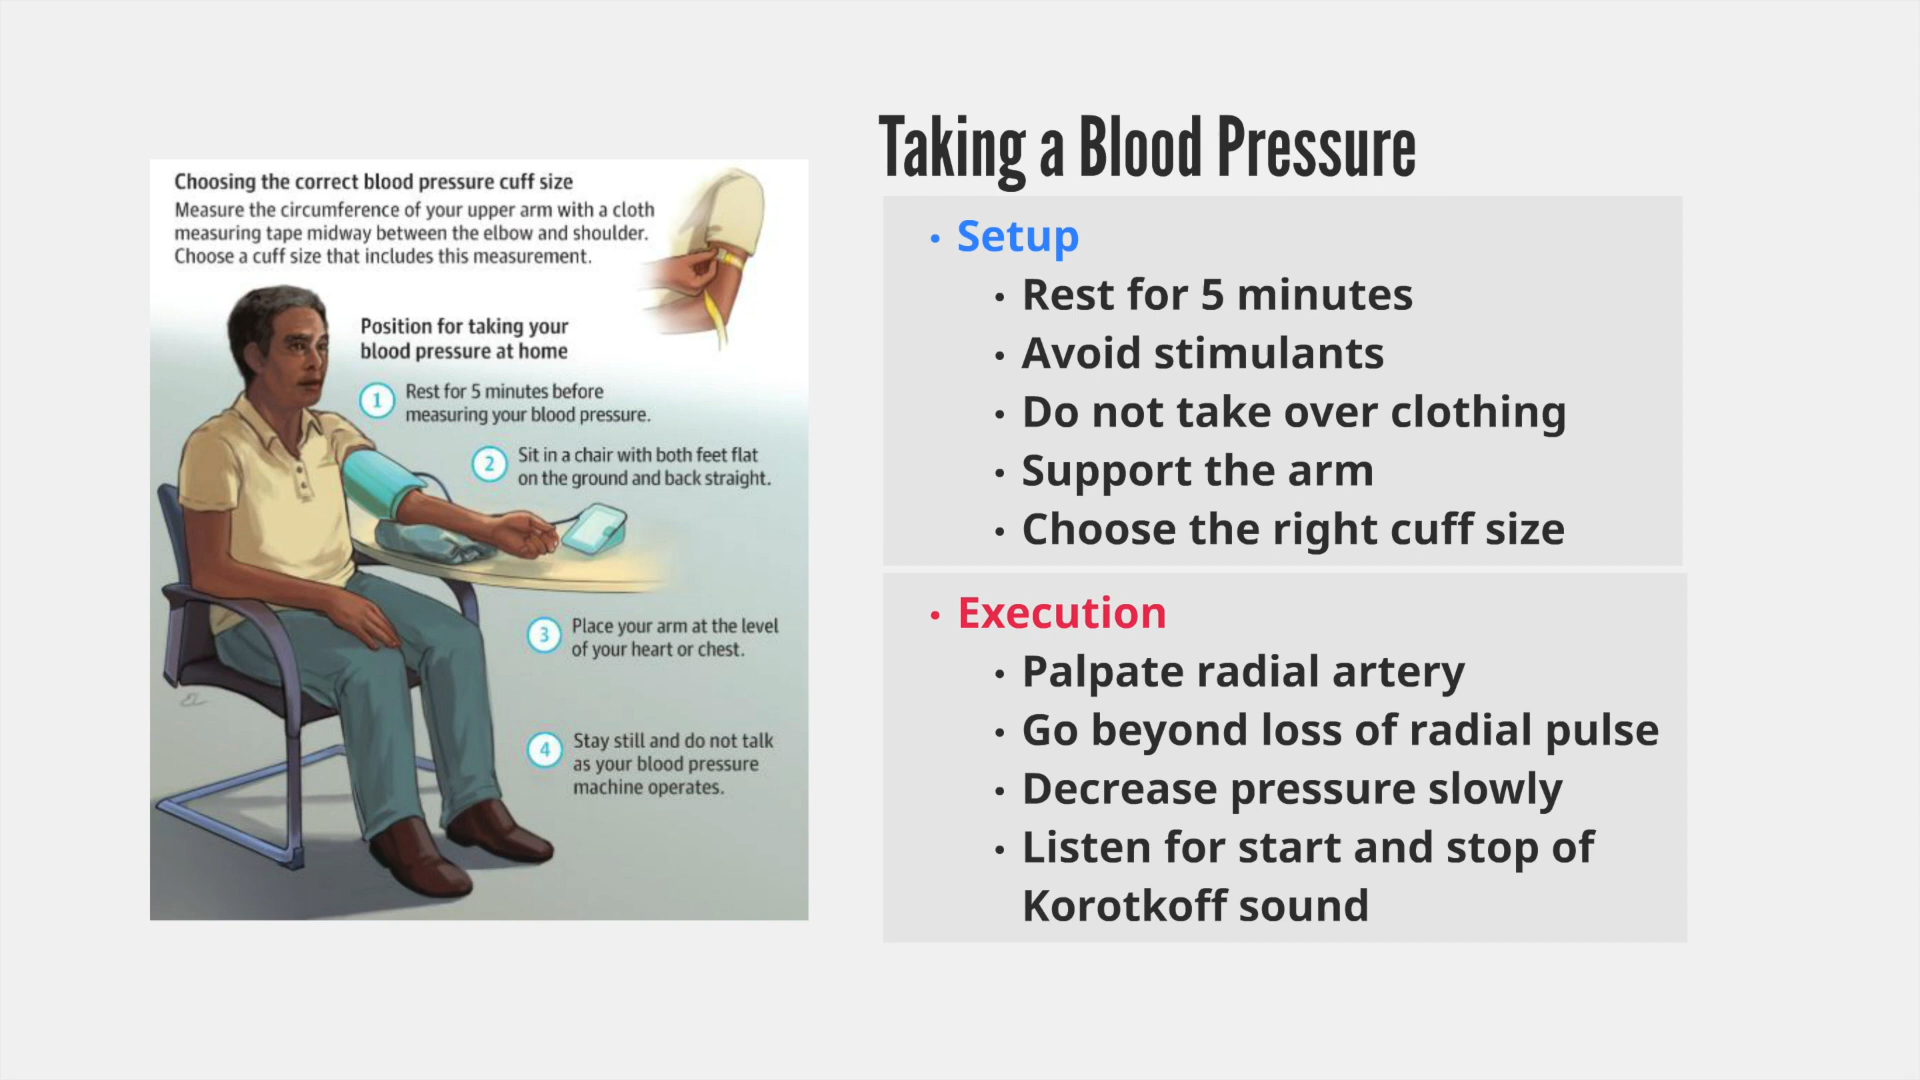 Taking a Blood Pressure
Choosing the correct blood pressure cuff size
Measure the circumference of your upper arm with a cloth
measuring tape midway between the elbow and shoulder.
Choose a cuff size that includes this measurement.
Position for taking your
blood pressure at home
1 Rest for 5 minutes before
measuring your blood pressure.
2 Sit in a chair with both feet flat
on the ground and back straight.
3 Place your arm at the level
of your heart or chest.
4 Stay still and do not talk
as your blood pressure
machine operates.
• Setup
• Rest for 5 minutes
• Avoid stimulants
• Do not take over clothing
• Support the arm
• Choose the right cuff size
• Execution
• Palpate radial artery
• Go beyond loss of radial pulse
• Decrease pressure slowly
• Listen for start and stop of
Korotkoff sound